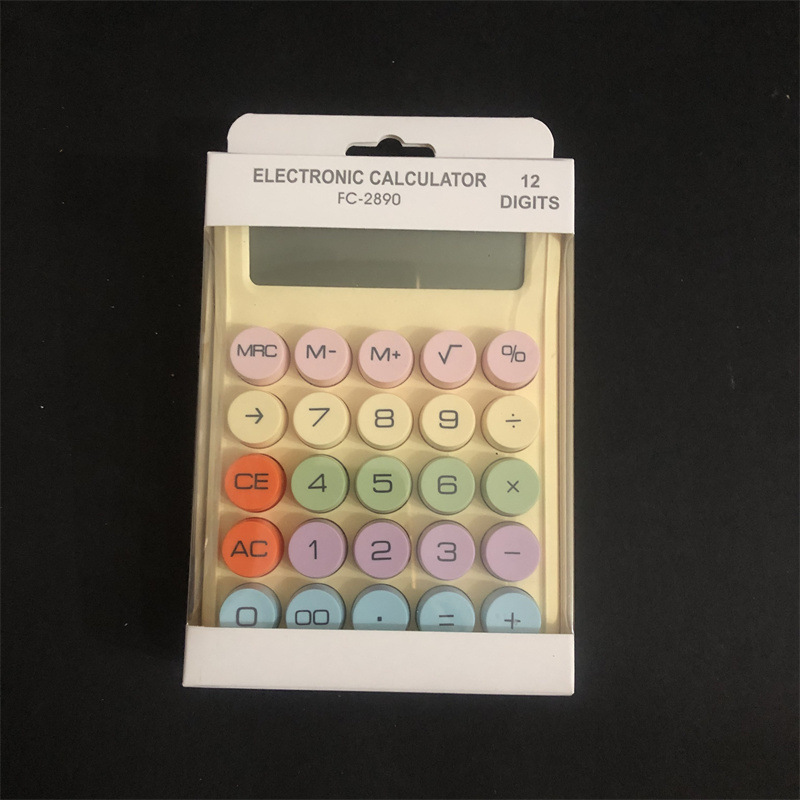 ELECTRONIC CALCULATOR
FC-2890
12
DIGITS
MRC M- M+ √ %
→ 7 8 9 ÷
CE 4 5 6 ×
AC 1 2 3 −
0 00 . = +